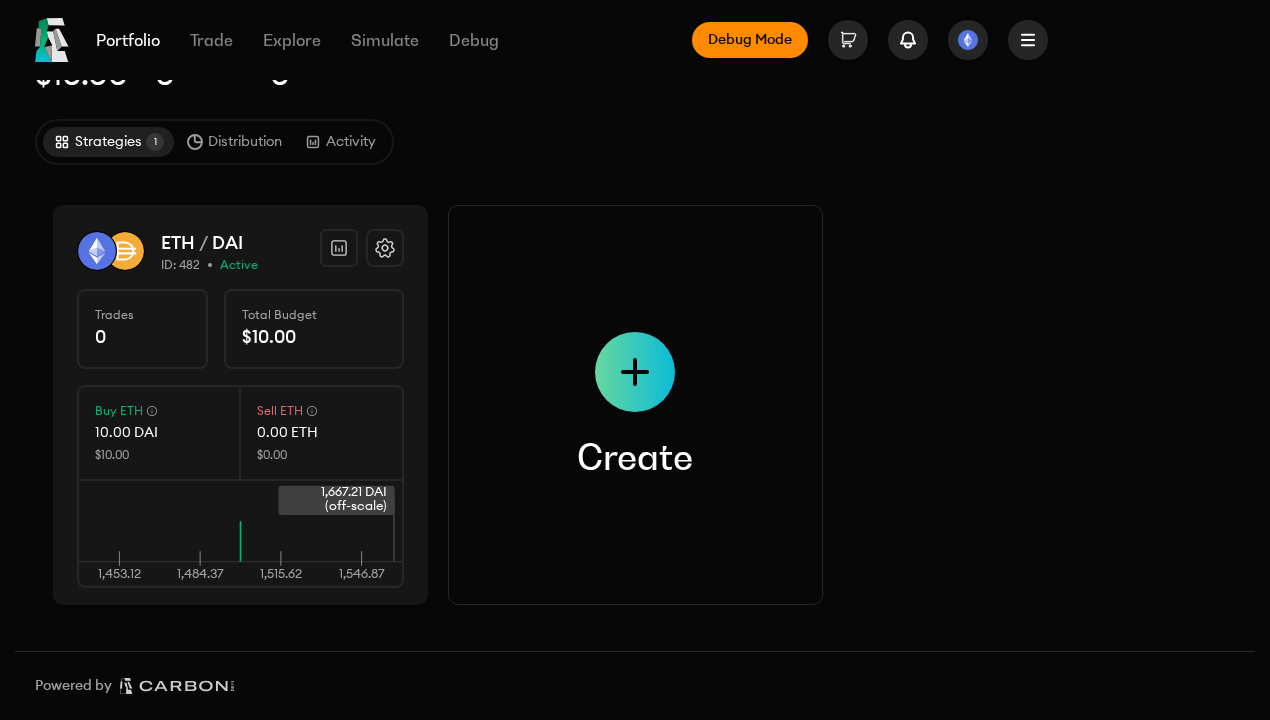 Portfolio Trade Explore Simulate Debug Debug Mode
Strategies 1 Distribution Activity
ETH / DAI
ID: 482 • Active
Trades
0
Total Budget
$10.00
Buy ETH
10.00 DAI
$10.00
Sell ETH
0.00 ETH
$0.00
1,667.21 DAI
(off-scale)
1,453.12 1,484.37 1,515.62 1,546.87
Create
Powered by CARBON DEFI